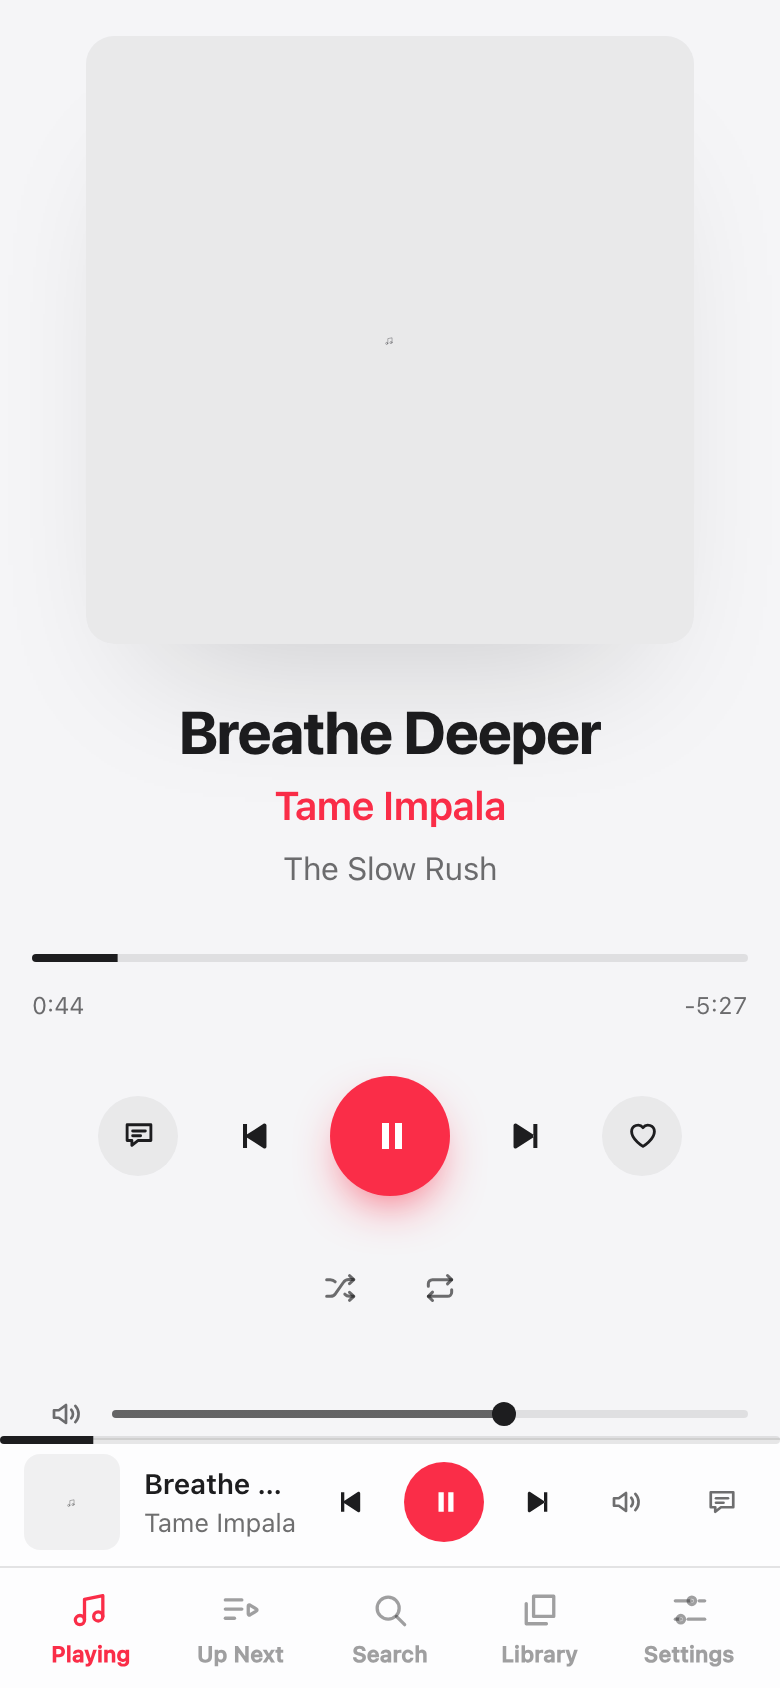 Breathe Deeper
Tame Impala
The Slow Rush
0:44
-5:27
Breathe ...
Tame Impala
Playing
Up Next
Search
Library
Settings